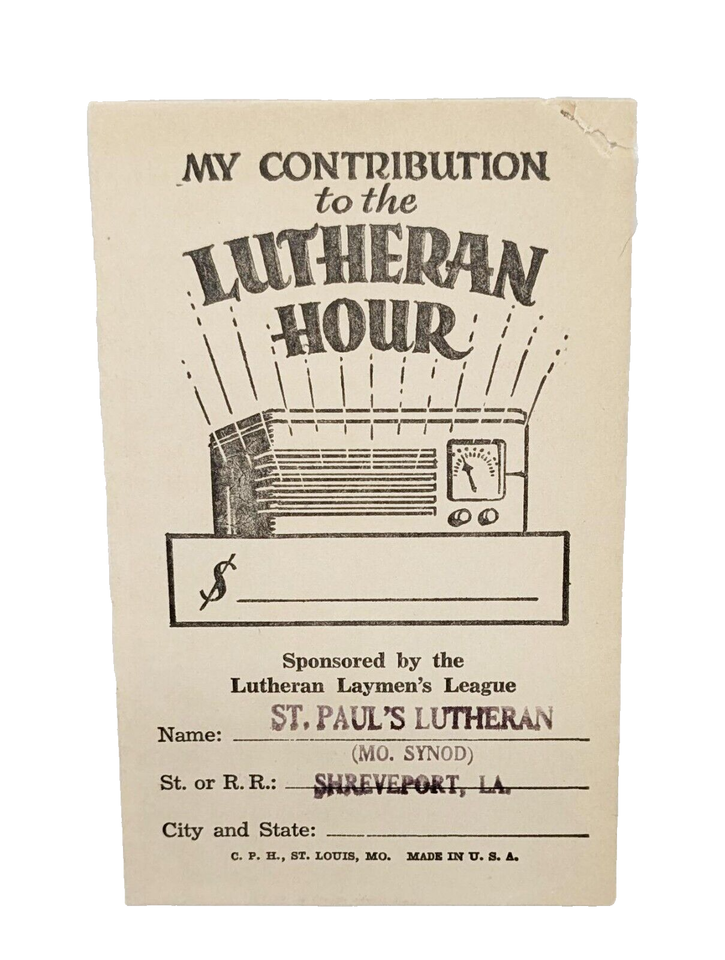 MY CONTRIBUTION
to the
LUTHERAN
HOUR
$
Sponsored by the
Lutheran Laymen's League
ST. PAUL'S LUTHERAN
Name:
(MO. SYNOD)
St. or R. R.: SHREVEPORT, LA.
City and State:
C. P. H., ST. LOUIS, MO. MADE IN U. S. A.